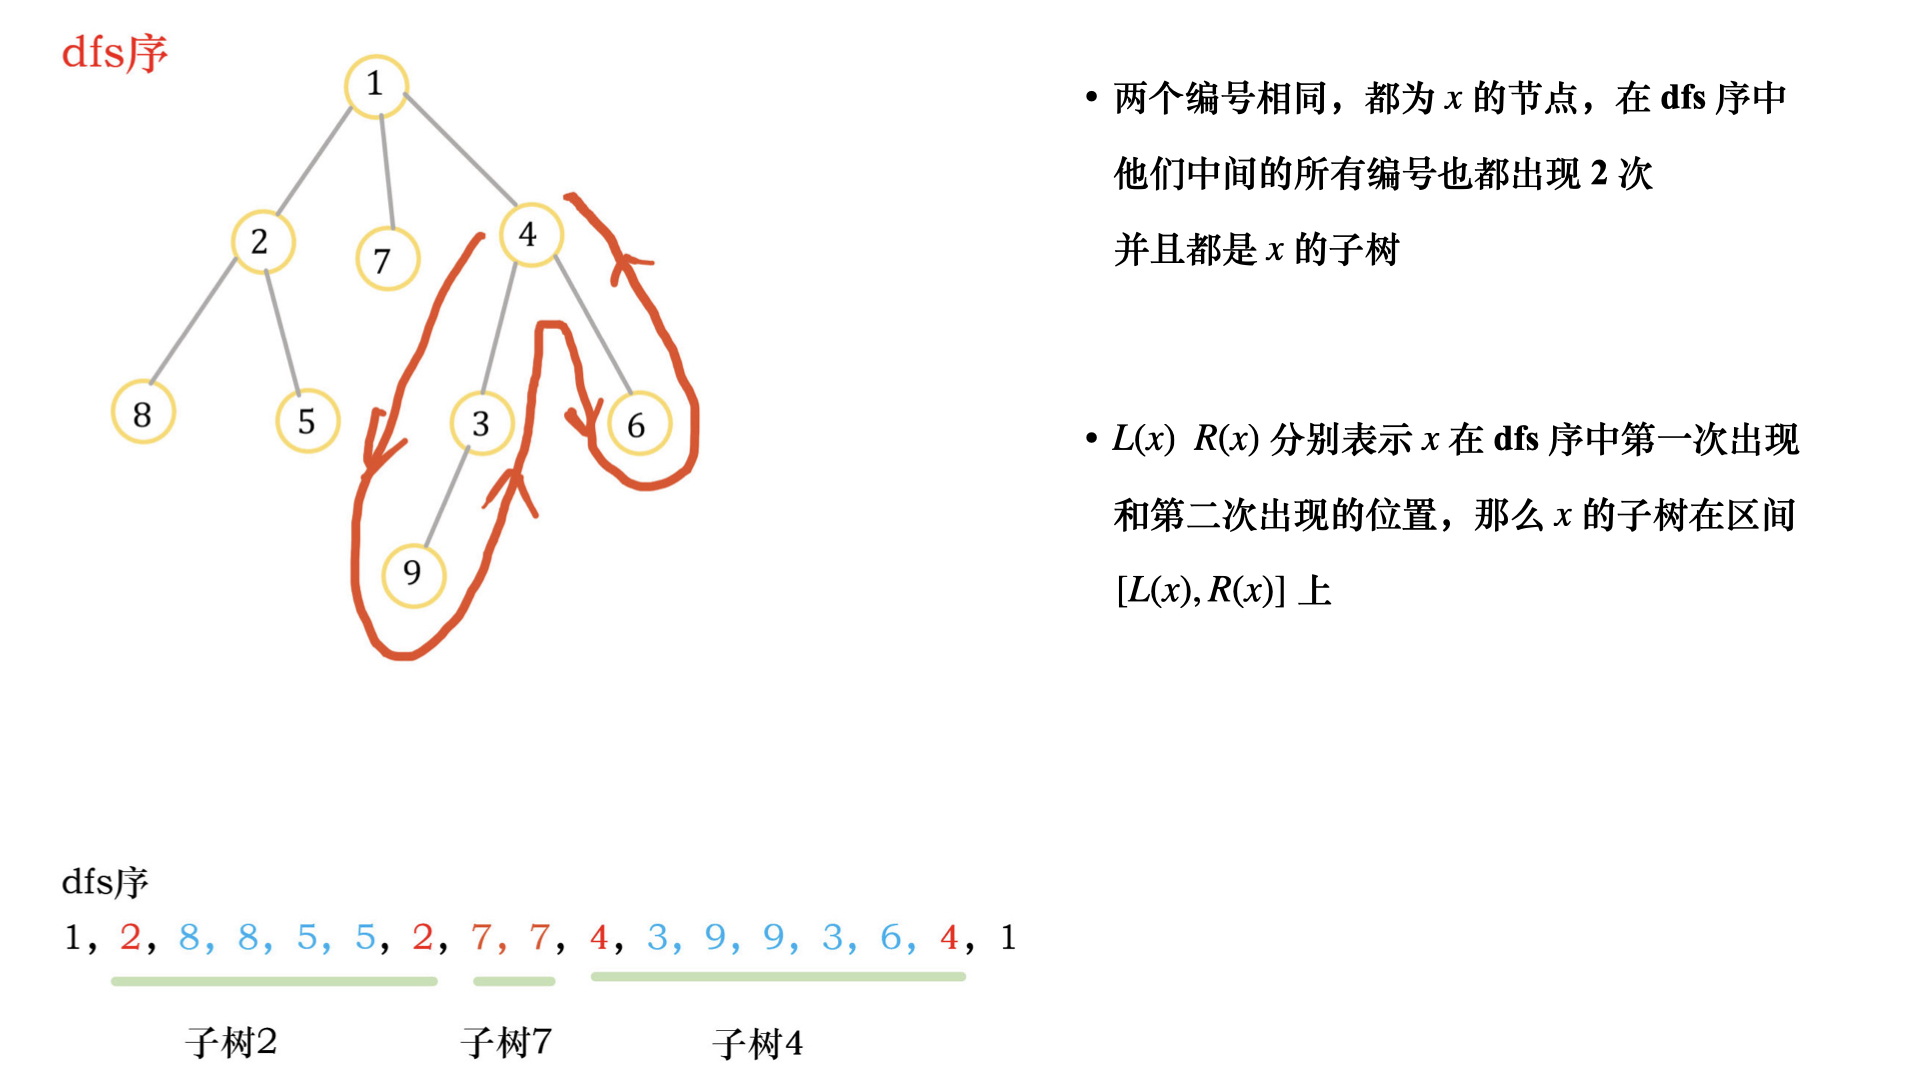 dfs序
1
2
7
4
8
5
3
6
9
• 两个编号相同，都为 x 的节点，在 dfs 序中
他们中间的所有编号也都出现 2 次
并且都是 x 的子树
• L(x) R(x) 分别表示 x 在 dfs 序中第一次出现
和第二次出现的位置，那么 x 的子树在区间
[L(x), R(x)] 上
dfs序
1, 2, 8, 8, 5, 5, 2, 7, 7, 4, 3, 9, 9, 3, 6, 4, 1
子树2 子树7 子树4